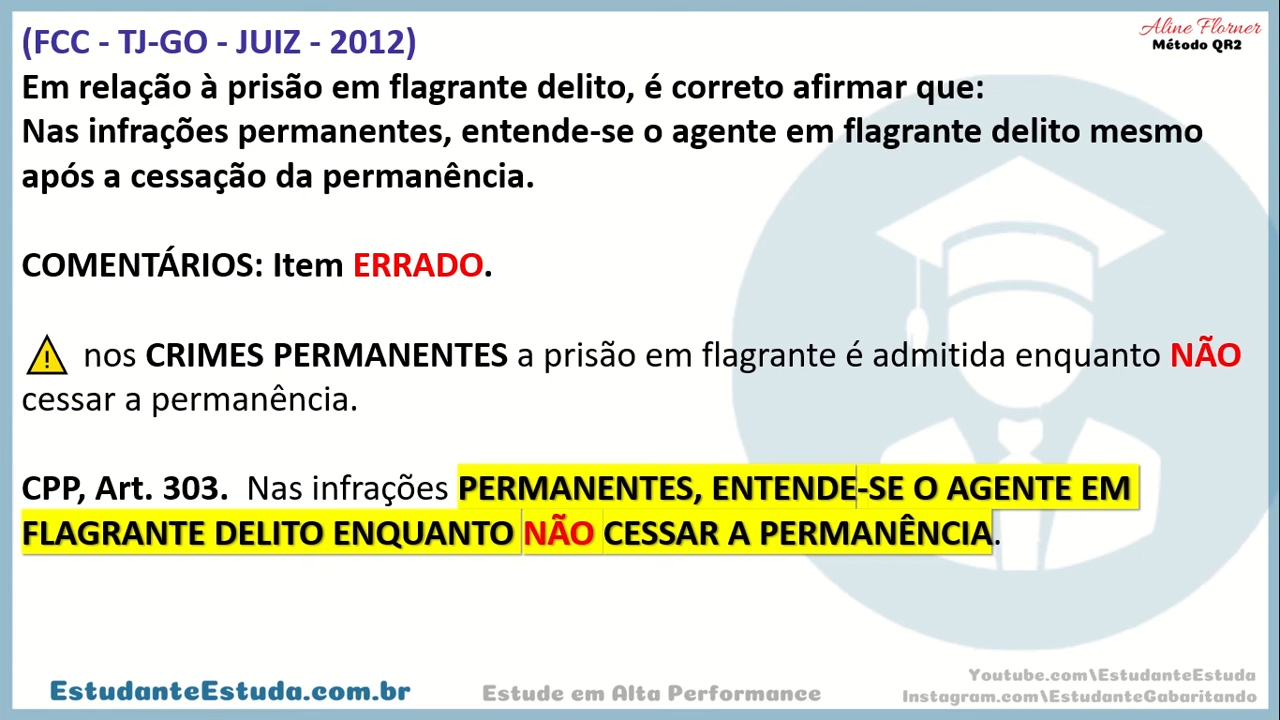 (FCC - TJ-GO - JUIZ - 2012)
Aline Florner
Método QR2
Em relação à prisão em flagrante delito, é correto afirmar que:
Nas infrações permanentes, entende-se o agente em flagrante delito mesmo
após a cessação da permanência.
COMENTÁRIOS: Item ERRADO.
nos CRIMES PERMANENTES a prisão em flagrante é admitida enquanto NÃO
cessar a permanência.
CPP, Art. 303. Nas infrações PERMANENTES, ENTENDE-SE O AGENTE EM
FLAGRANTE DELITO ENQUANTO NÃO CESSAR A PERMANÊNCIA.
EstudanteEstuda.com.br
Estude em Alta Performance
Youtube.com\EstudanteEstuda
Instagram.com\EstudanteGabaritando